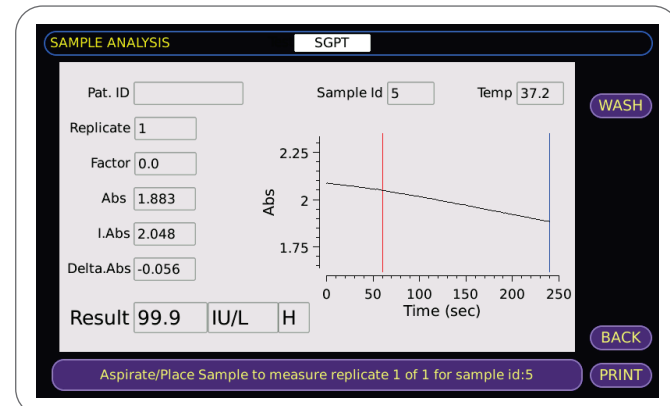 SAMPLE ANALYSIS SGPT
Pat. ID Sample Id 5 Temp 37.2
WASH
Replicate 1
Factor 0.0
Abs 1.883
I.Abs 2.048
Delta.Abs -0.056
Result 99.9 IU/L H
Abs
2.25
2
1.75
0 50 100 150 200 250
Time (sec)
BACK
Aspirate/Place Sample to measure replicate 1 of 1 for sample id:5
PRINT